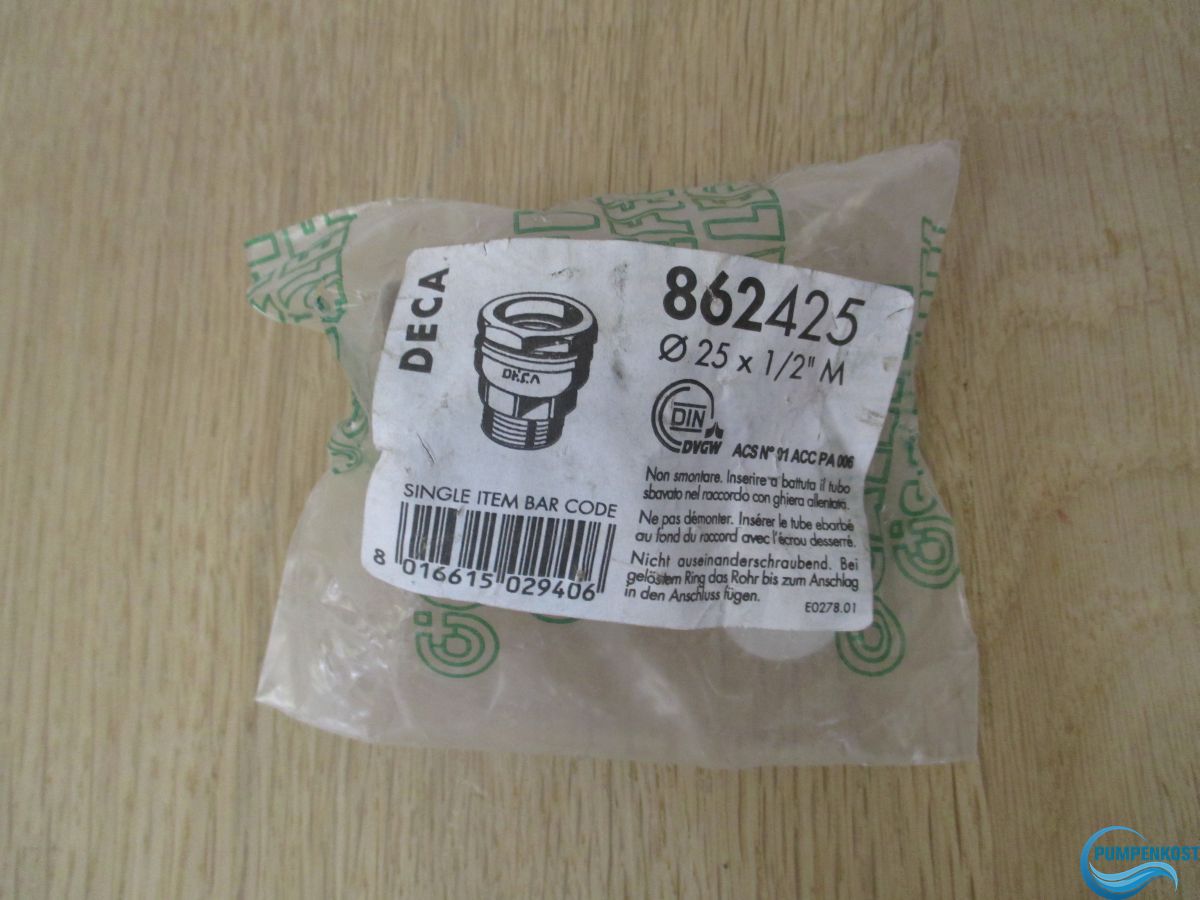 DECA
862425
Ø 25 x 1/2" M
DECA
DIN
DVGW
ACS N° 91 ACC PA 006
Non smontare. Inserire a battuta il tubo
sbavato nel raccordo con ghiera allentata.
Ne pas démonter. Insérer le tube ebarbé
au fond du raccord avec l'écrou desserré.
Nicht auseinanderschraubend. Bei
gelöstem Ring das Rohr bis zum Anschlag
in den Anschluss fügen.
E0278.01
SINGLE ITEM BAR CODE
8 016615 029406
PUMPENKOST